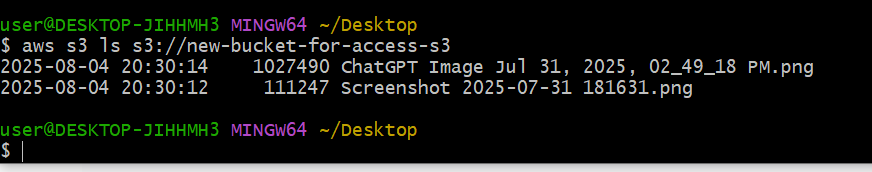 user@DESKTOP-JIHHMH3 MINGW64 ~/Desktop
$ aws s3 ls s3://new-bucket-for-access-s3
2025-08-04 20:30:14    1027490 ChatGPT Image Jul 31, 2025, 02_49_18 PM.png
2025-08-04 20:30:12     111247 Screenshot 2025-07-31 181631.png
user@DESKTOP-JIHHMH3 MINGW64 ~/Desktop
$